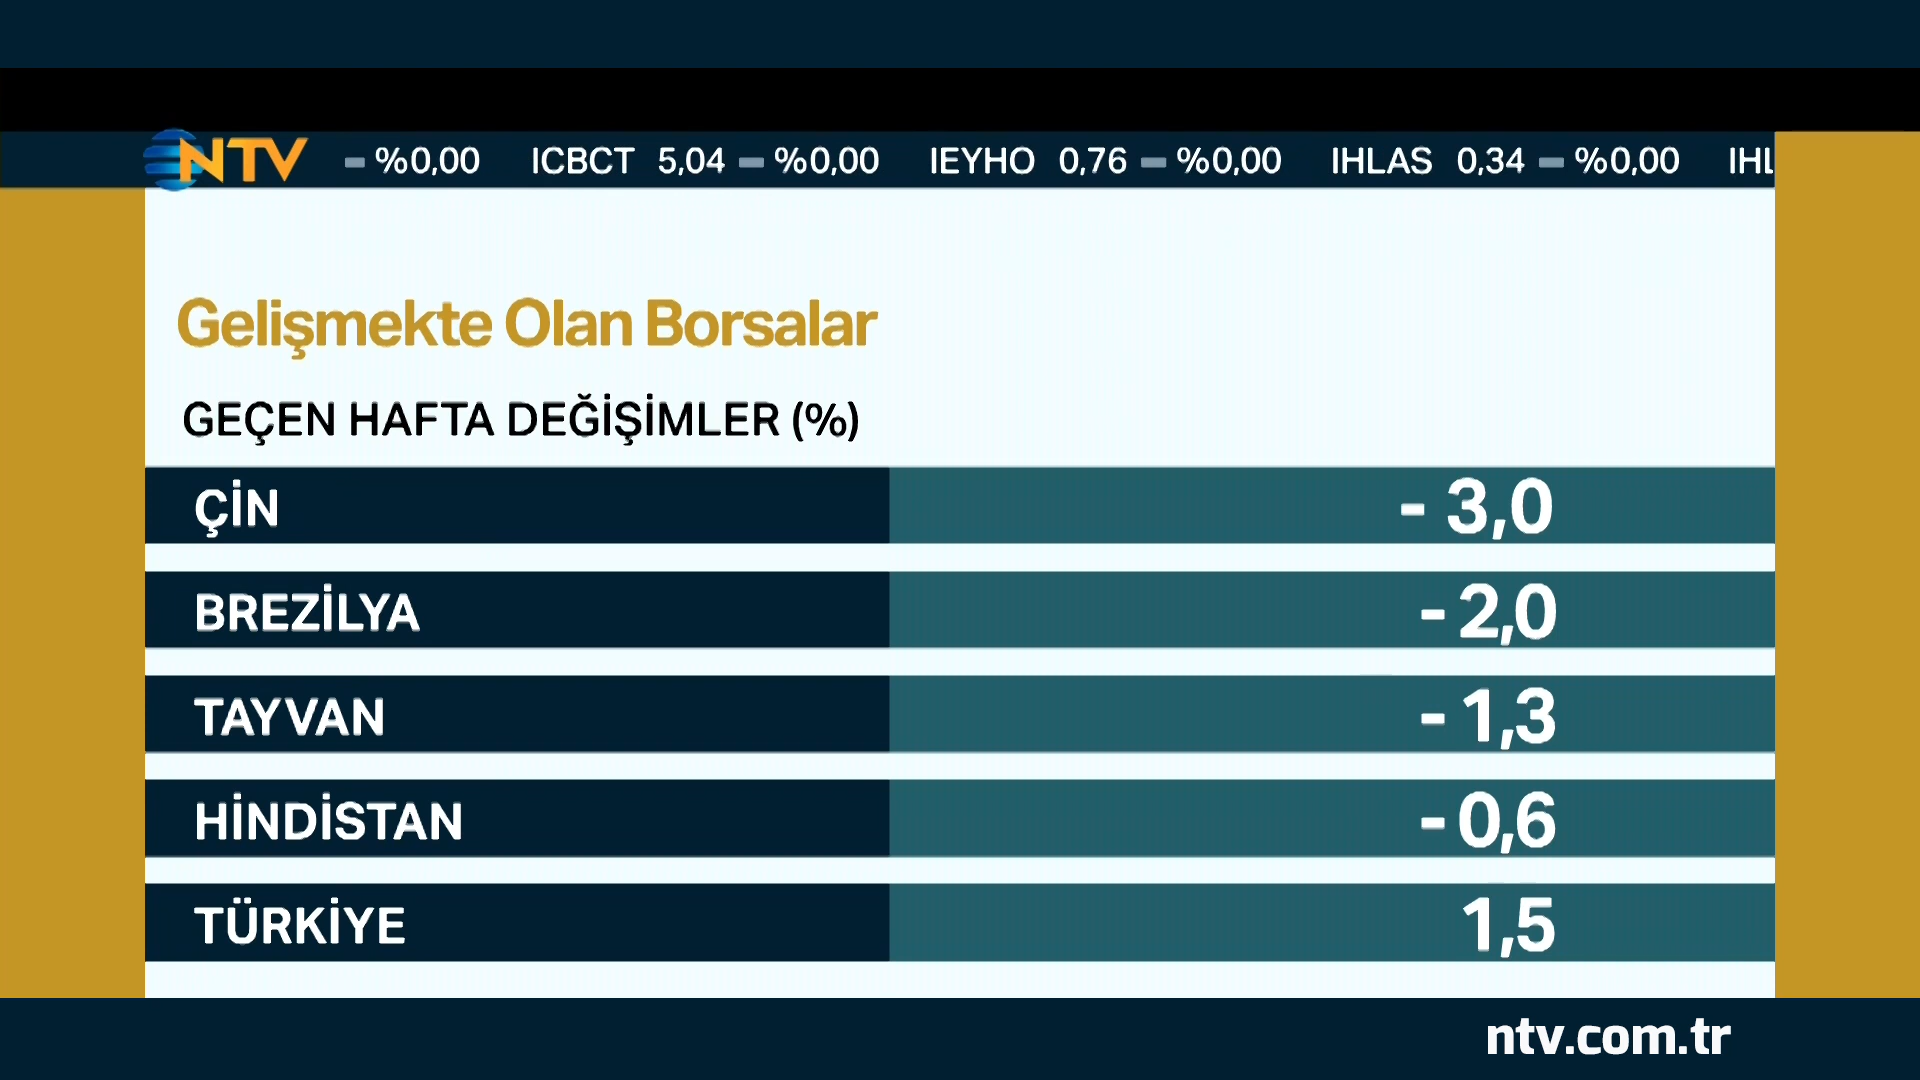 NTV - %0,00 ICBCT 5,04 - %0,00 IEYHO 0,76 - %0,00 IHLAS 0,34 - %0,00 IHL
Gelişmekte Olan Borsalar
GEÇEN HAFTA DEĞİŞİMLER (%)
ÇİN - 3,0
BREZİLYA - 2,0
TAYVAN - 1,3
HİNDİSTAN - 0,6
TÜRKİYE 1,5
ntv.com.tr